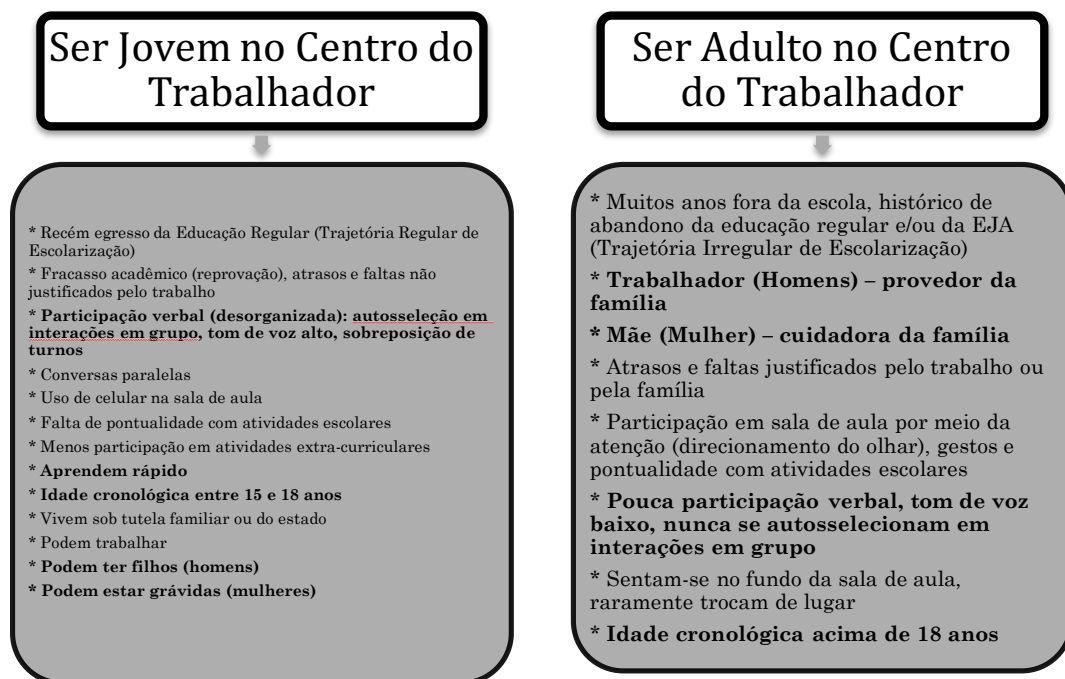 Ser Jovem no Centro do
Trabalhador
* Recém egresso da Educação Regular (Trajetória Regular de
Escolarização)
* Fracasso acadêmico (reprovação), atrasos e faltas não
justificados pelo trabalho
* Participação verbal (desorganizada): autosseleção em
interações em grupo, tom de voz alto, sobreposição de
turnos
* Conversas paralelas
* Uso de celular na sala de aula
* Falta de pontualidade com atividades escolares
* Menos participação em atividades extra-curriculares
* Aprendem rápido
* Idade cronológica entre 15 e 18 anos
* Vivem sob tutela familiar ou do estado
* Podem trabalhar
* Podem ter filhos (homens)
* Podem estar grávidas (mulheres)
Ser Adulto no Centro
do Trabalhador
* Muitos anos fora da escola, histórico de
abandono da educação regular e/ou da EJA
(Trajetória Irregular de Escolarização)
* Trabalhador (Homens) – provedor da
família
* Mãe (Mulher) – cuidadora da família
* Atrasos e faltas justificados pelo trabalho ou
pela família
* Participação em sala de aula por meio da
atenção (direcionamento do olhar), gestos e
pontualidade com atividades escolares
* Pouca participação verbal, tom de voz
baixo, nunca se autosselecionam em
interações em grupo
* Sentam-se no fundo da sala de aula,
raramente trocam de lugar
* Idade cronológica acima de 18 anos